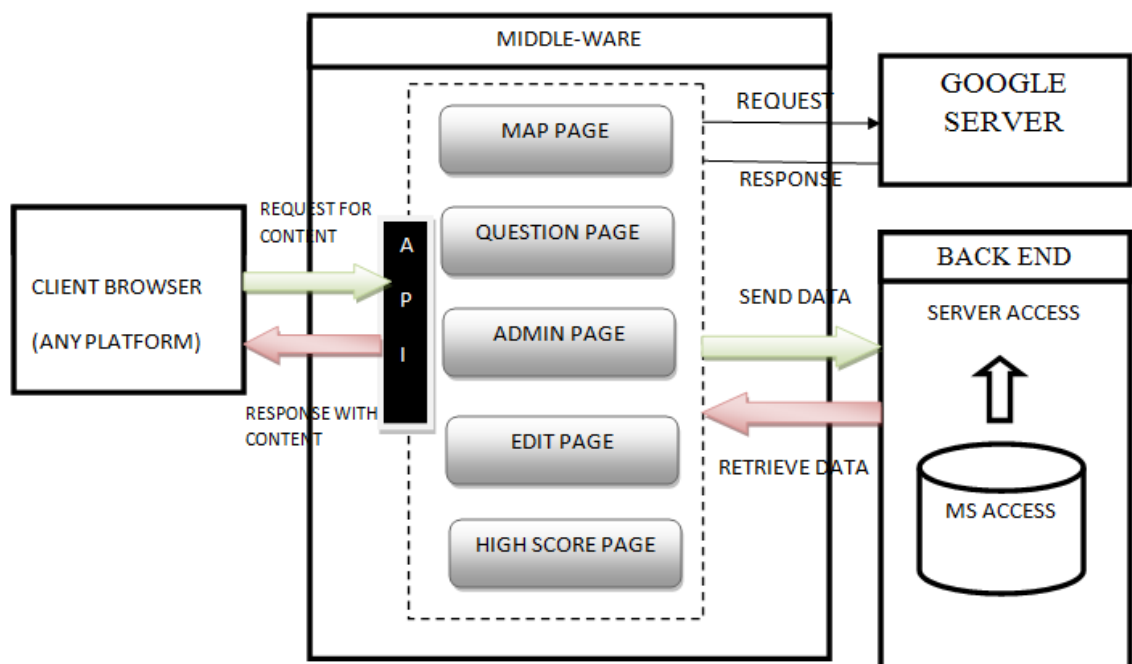 MIDDLE-WARE
MAP PAGE
QUESTION PAGE
ADMIN PAGE
EDIT PAGE
HIGH SCORE PAGE
A
P
I
REQUEST FOR
CONTENT
RESPONSE WITH
CONTENT
CLIENT BROWSER
(ANY PLATFORM)
REQUEST
RESPONSE
GOOGLE
SERVER
SEND DATA
RETRIEVE DATA
BACK END
SERVER ACCESS
MS ACCESS